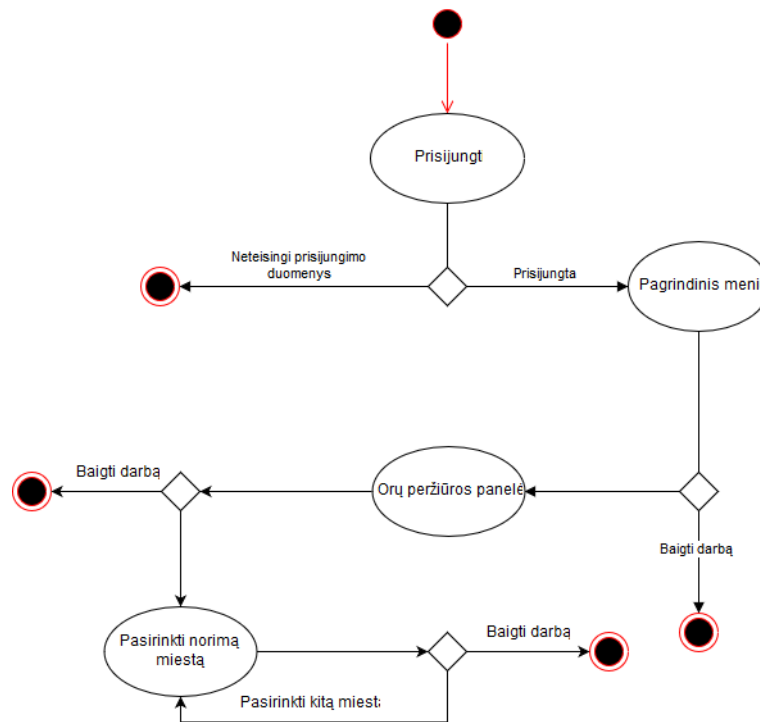 Prisijungt
Neteisingi prisijungimo
duomenys
Prisijungta
Pagrindinis meni
Baigti darbą
Orų peržiūros panelė
Baigti darbą
Pasirinkti norimą
miestą
Baigti darbą
Pasirinkti kitą miestą